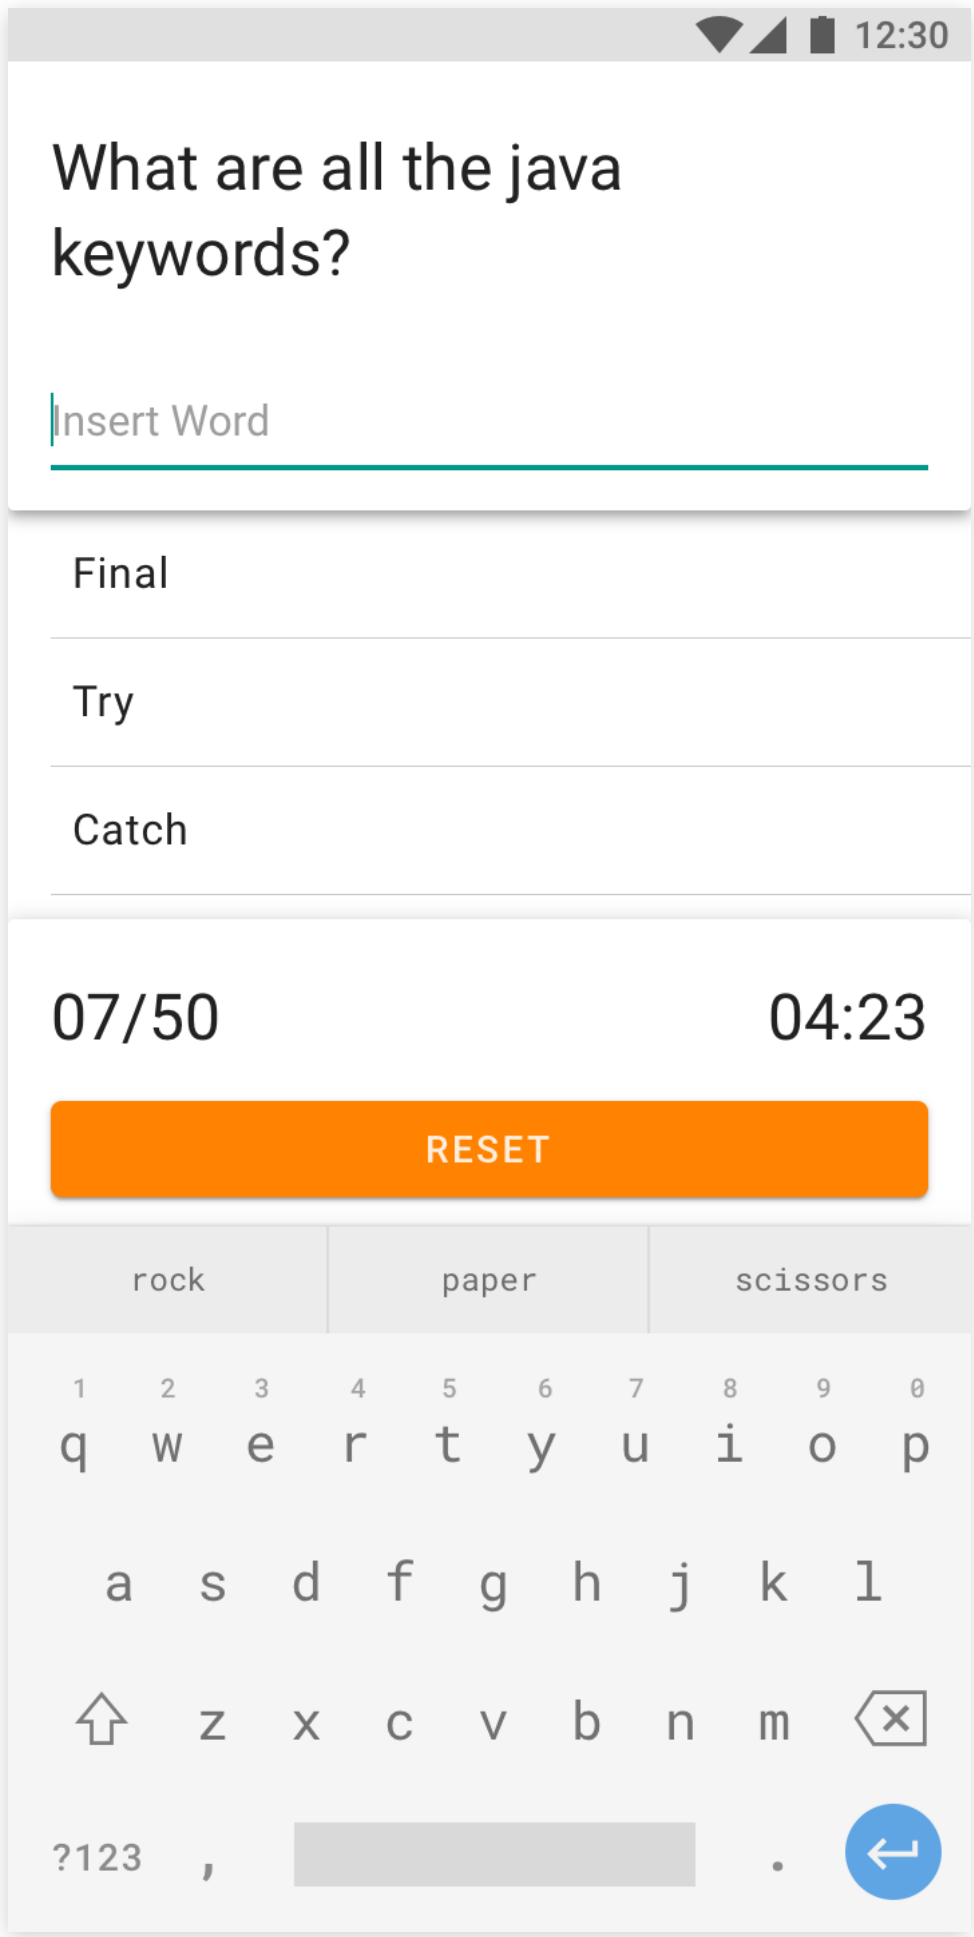 12:30
What are all the java
keywords?
Insert Word
Final
Try
Catch
07/50 04:23
RESET
rock paper scissors
1 2 3 4 5 6 7 8 9 0
q w e r t y u i o p
a s d f g h j k l
z x c v b n m
?123 , .